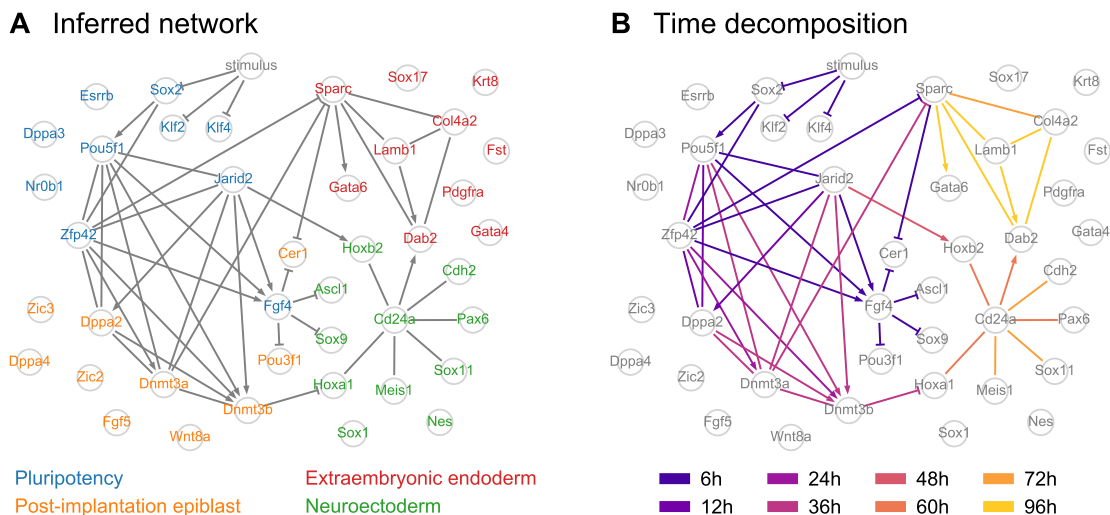 A Inferred network
stimulus
Sox2
Esrrb
Klf2
Klf4
Dppa3
Pou5f1
Nr0b1
Jarid2
Zfp42
Sparc
Sox17
Krt8
Col4a2
Lamb1
Fst
Gata6
Pdgfra
Gata4
Dab2
Cer1
Hoxb2
Cdh2
Ascl1
Fgf4
Zic3
Dppa2
Cd24a
Pax6
Sox9
Pou3f1
Dppa4
Zic2
Dnmt3a
Hoxa1
Meis1
Sox11
Dnmt3b
Fgf5
Wnt8a
Sox1
Nes
Pluripotency
Extraembryonic endoderm
Post-implantation epiblast
Neuroectoderm
B Time decomposition
stimulus
Sox2
Esrrb
Klf2
Klf4
Dppa3
Pou5f1
Nr0b1
Jarid2
Zfp42
Sparc
Sox17
Krt8
Col4a2
Lamb1
Fst
Gata6
Pdgfra
Gata4
Dab2
Cer1
Hoxb2
Cdh2
Ascl1
Fgf4
Zic3
Dppa2
Cd24a
Pax6
Sox9
Pou3f1
Dppa4
Zic2
Dnmt3a
Hoxa1
Meis1
Sox11
Dnmt3b
Fgf5
Wnt8a
Sox1
Nes
6h 24h 48h 72h
12h 36h 60h 96h